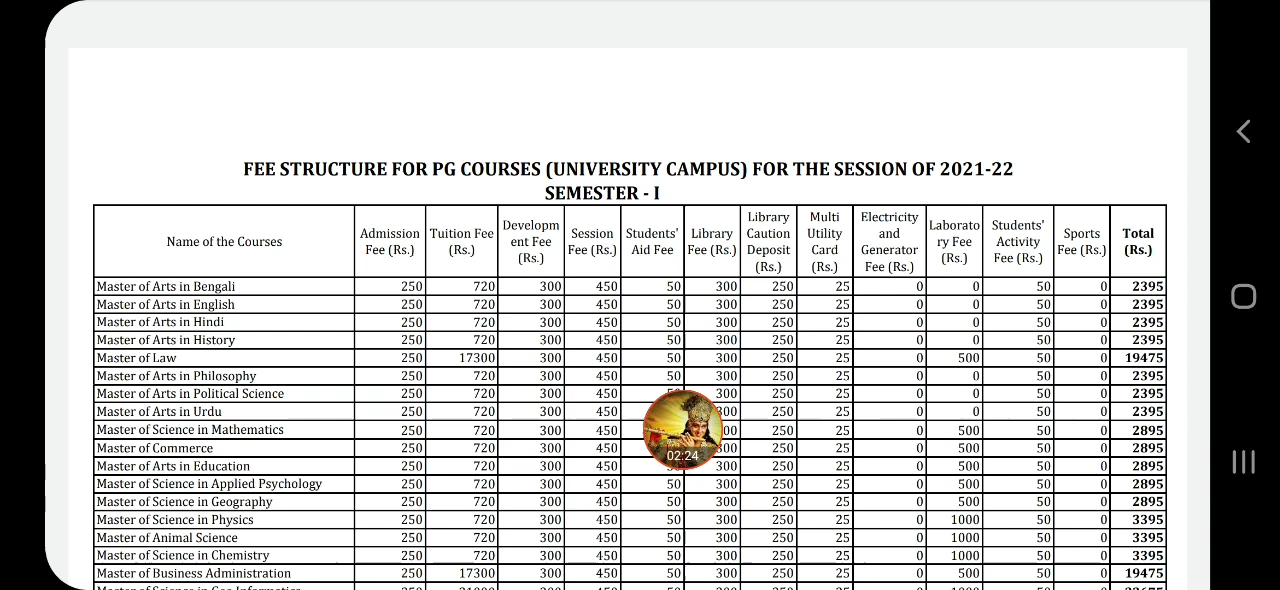 FEE STRUCTURE FOR PG COURSES (UNIVERSITY CAMPUS) FOR THE SESSION OF 2021-22
SEMESTER - I
Name of the Courses Admission Fee (Rs.) Tuition Fee (Rs.) Developm ent Fee (Rs.) Session Fee (Rs.) Students' Aid Fee Library Fee (Rs.) Library Caution Deposit (Rs.) Multi Utility Card (Rs.) Electricity and Generator Fee (Rs.) Laborato ry Fee (Rs.) Students' Activity Fee (Rs.) Sports Fee (Rs.) Total (Rs.)
Master of Arts in Bengali 250 720 300 450 50 300 250 25 0 0 50 0 2395
Master of Arts in English 250 720 300 450 50 300 250 25 0 0 50 0 2395
Master of Arts in Hindi 250 720 300 450 50 300 250 25 0 0 50 0 2395
Master of Arts in History 250 720 300 450 50 300 250 25 0 0 50 0 2395
Master of Law 250 17300 300 450 50 300 250 25 0 500 50 0 19475
Master of Arts in Philosophy 250 720 300 450 50 300 250 25 0 0 50 0 2395
Master of Arts in Political Science 250 720 300 450 300 250 25 0 0 50 0 2395
Master of Arts in Urdu 250 720 300 450 300 250 25 0 0 50 0 2395
Master of Science in Mathematics 250 720 300 450 250 25 0 500 50 0 2895
Master of Commerce 250 720 300 450 300 250 25 0 500 50 0 2895
Master of Arts in Education 250 720 300 450 300 250 25 0 500 50 0 2895
Master of Science in Applied Psychology 250 720 300 450 50 300 250 25 0 500 50 0 2895
Master of Science in Geography 250 720 300 450 50 300 250 25 0 500 50 0 2895
Master of Science in Physics 250 720 300 450 50 300 250 25 0 1000 50 0 3395
Master of Animal Science 250 720 300 450 50 300 250 25 0 1000 50 0 3395
Master of Science in Chemistry 250 720 300 450 50 300 250 25 0 1000 50 0 3395
Master of Business Administration 250 17300 300 450 50 300 250 25 0 500 50 0 19475
02:24